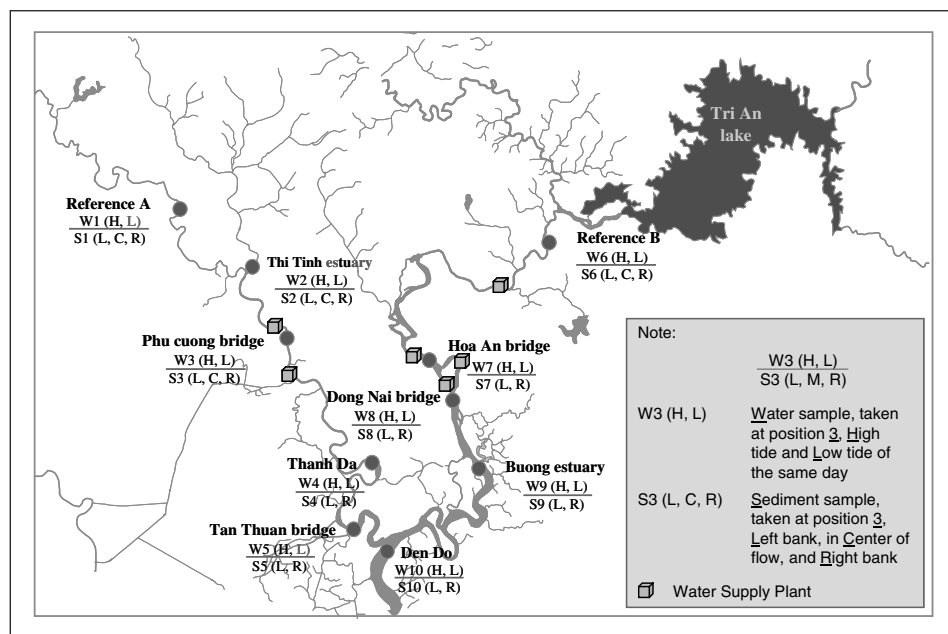 Tri An
lake
Reference A
W1 (H, L)
S1 (L, C, R)
Thi Tinh estuary
W2 (H, L)
S2 (L, C, R)
Reference B
W6 (H, L)
S6 (L, C, R)
Phu cuong bridge
W3 (H, L)
S3 (L, C, R)
Hoa An bridge
W7 (H, L)
S7 (L, R)
Dong Nai bridge
W8 (H, L)
S8 (L, R)
Thanh Da
W4 (H, L)
S4 (L, R)
Buong estuary
W9 (H, L)
S9 (L, R)
Tan Thuan bridge
W5 (H, L)
S5 (L, R)
Den Do
W10 (H, L)
S10 (L, R)
Note:
W3 (H, L)
S3 (L, M, R)
W3 (H, L) Water sample, taken
at position 3, High
tide and Low tide of
the same day
S3 (L, C, R) Sediment sample,
taken at position 3,
Left bank, in Center of
flow, and Right bank
Water Supply Plant